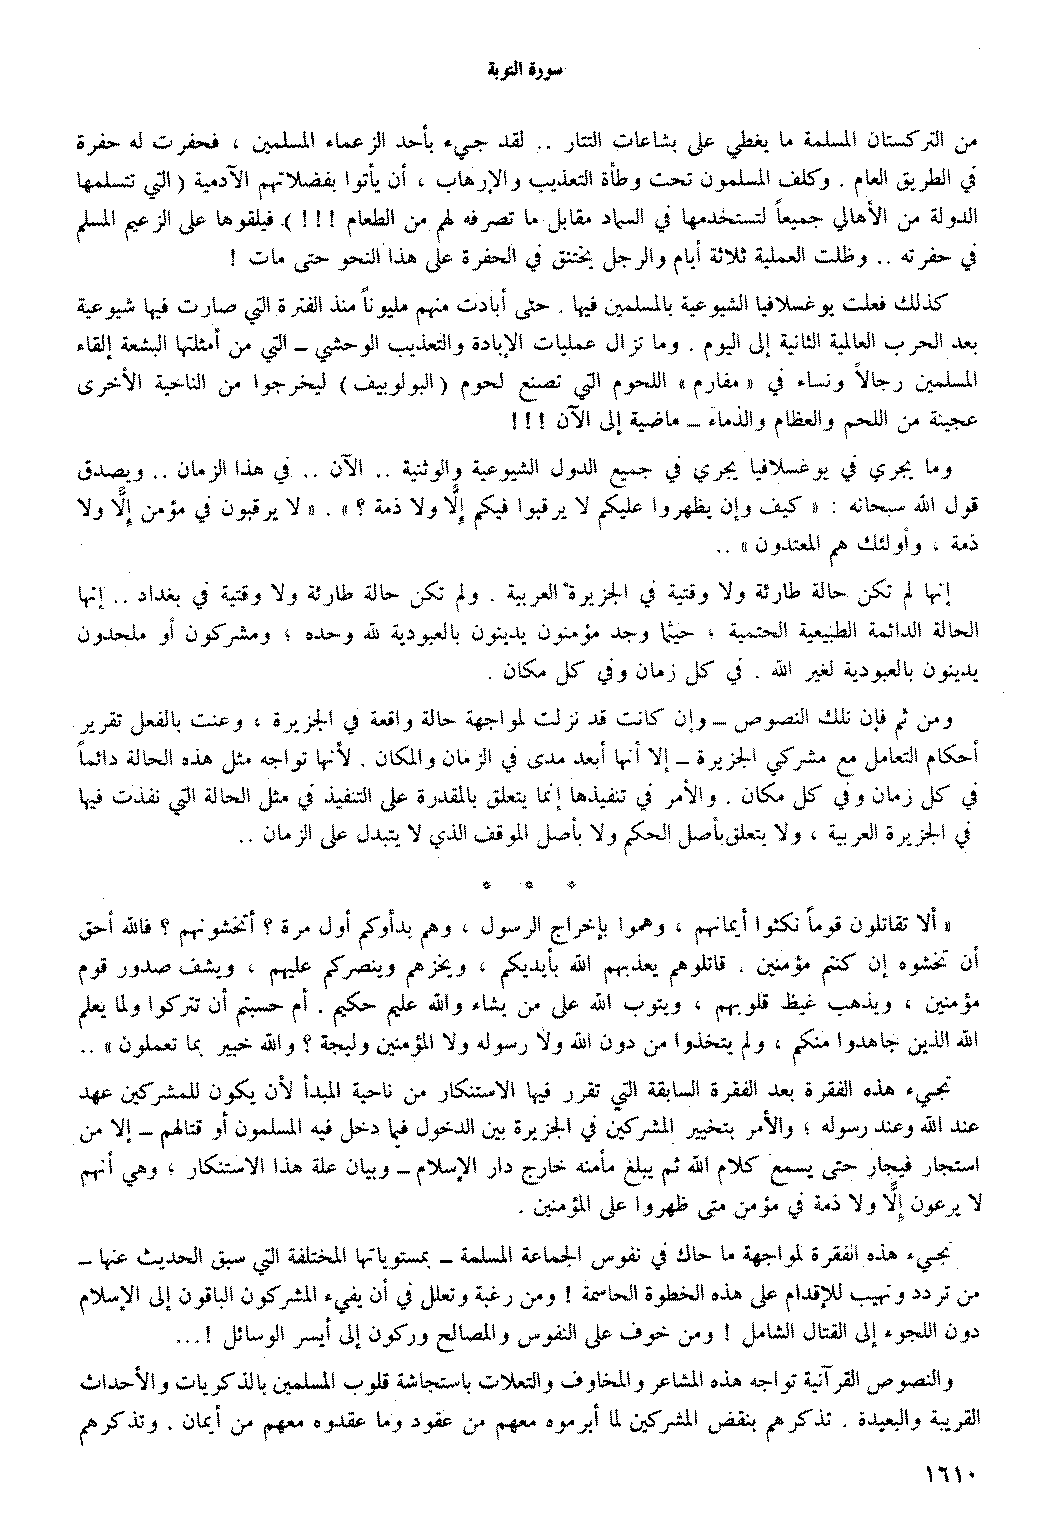 سورة التوبة
من التركستان المسلمة ما يغطي على بشاعات التتار .. لقد جيء بأحد الزعماء المسلمين ، فحفرت له حفرة
في الطريق العام . وكلف المسلمون تحت وطأة التعذيب والإرهاب ، أن يأتوا بفضلاتهم الآدمية ( التي تتسلمها
الدولة من الأهالي جميعاً لتستخدمها في السماد مقابل ما تصرفه لهم من الطعام ! ! ! ) فيلقوها على الزعيم المسلم
في حفرته .. وظلت العملية ثلاثة أيام والرجل يختنق في الحفرة على هذا النحو حتى مات !
كذلك فعلت يوغسلافيا الشيوعية بالمسلمين فيها . حتى أبادت منهم مليوناً منذ الفترة التي صارت فيها شيوعية
بعد الحرب العالمية الثانية إلى اليوم . وما تزال عمليات الإبادة والتعذيب الوحشي – التي من أمثلتها البشعة إلقاء
المسلمين رجالاً ونساء في « مفارم » اللحوم التي تصنع لحوم ( البولوبيف ) ليخرجوا من الناحية الأخرى
عجينة من اللحم والعظام والدماء – ماضية إلى الآن ! ! !
وما يجري في يوغسلافيا يجري في جميع الدول الشيوعية والوثنية .. الآن .. في هذا الزمان .. ويصدق
قول الله سبحانه : « كيف وإن يظهروا عليكم لا يرقبوا فيكم إلًّا ولا ذمة ؟ » . « لا يرقبون في مؤمن إلًّا ولا
ذمة ، وأولئك هم المعتدون » ..
إنها لم تكن حالة طارئة ولا وقتية في الجزيرة العربية . ولم تكن حالة طارئة ولا وقتية في بغداد .. إنها
الحالة الدائمة الطبيعية الحتمية ؛ حيثما وجد مؤمنون يدينون بالعبودية لله وحده ؛ ومشركون أو ملحدون
يدينون بالعبودية لغير الله . في كل زمان وفي كل مكان .
ومن ثم فإن تلك النصوص – وإن كانت قد نزلت لمواجهة حالة واقعة في الجزيرة ، وعنت بالفعل تقرير
أحكام التعامل مع مشركي الجزيرة – إلا أنها أبعد مدى في الزمان والمكان . لأنها تواجه مثل هذه الحالة دائماً
في كل زمان وفي كل مكان . والأمر في تنفيذها إنما يتعلق بالمقدرة على التنفيذ في مثل الحالة التي نفذت فيها
في الجزيرة العربية ، ولا يتعلق بأصل الحكم ولا بأصل الموقف الذي لا يتبدل على الزمان ..
* * *
« ألا تقاتلون قوماً نكثوا أيمانهم ، وهموا بإخراج الرسول ، وهم بدأوكم أول مرة ؟ أتخشونهم ؟ فالله أحق
أن تخشوه إن كنتم مؤمنين . قاتلوهم يعذبهم الله بأيديكم ، ويخزهم وينصركم عليهم ، ويشف صدور قوم
مؤمنين ، ويذهب غيظ قلوبهم ، ويتوب الله على من يشاء والله عليم حكيم . أم حسبتم أن تتركوا ولما يعلم
الله الذين جاهدوا منكم ، ولم يتخذوا من دون الله ولا رسوله ولا المؤمنين وليجة ؟ والله خبير بما تعملون » ..
تجيء هذه الفقرة بعد الفقرة السابقة التي تقرر فيها الاستنكار من ناحية المبدأ لأن يكون للمشركين عهد
عند الله وعند رسوله ؛ والأمر بتخيير المشركين في الجزيرة بين الدخول فيما دخل فيه المسلمون أو قتالهم – إلا من
استجار فيجار حتى يسمع كلام الله ثم يبلغ مأمنه خارج دار الإسلام – وبيان علة هذا الاستنكار ؛ وهي أنهم
لا يرعون إلًّا ولا ذمة في مؤمن متى ظهروا على المؤمنين .
تجيء هذه الفقرة لمواجهة ما حاك في نفوس الجماعة المسلمة – بمستوياتها المختلفة التي سبق الحديث عنها –
من تردد وتهيب للإقدام على هذه الخطوة الحاسمة ! ومن رغبة وتعلل في أن يفيء المشركون الباقون إلى الإسلام
دون اللجوء إلى القتال الشامل ! ومن خوف على النفوس والمصالح وركون إلى أيسر الوسائل ! ...
والنصوص القرآنية تواجه هذه المشاعر والمخاوف والتعلات باستجاشة قلوب المسلمين بالذكريات والأحداث
القريبة والبعيدة . تذكرهم بنقض المشركين لما أبرموه معهم من عقود وما عقدوه معهم من أيمان . وتذكرهم
١٦١٠